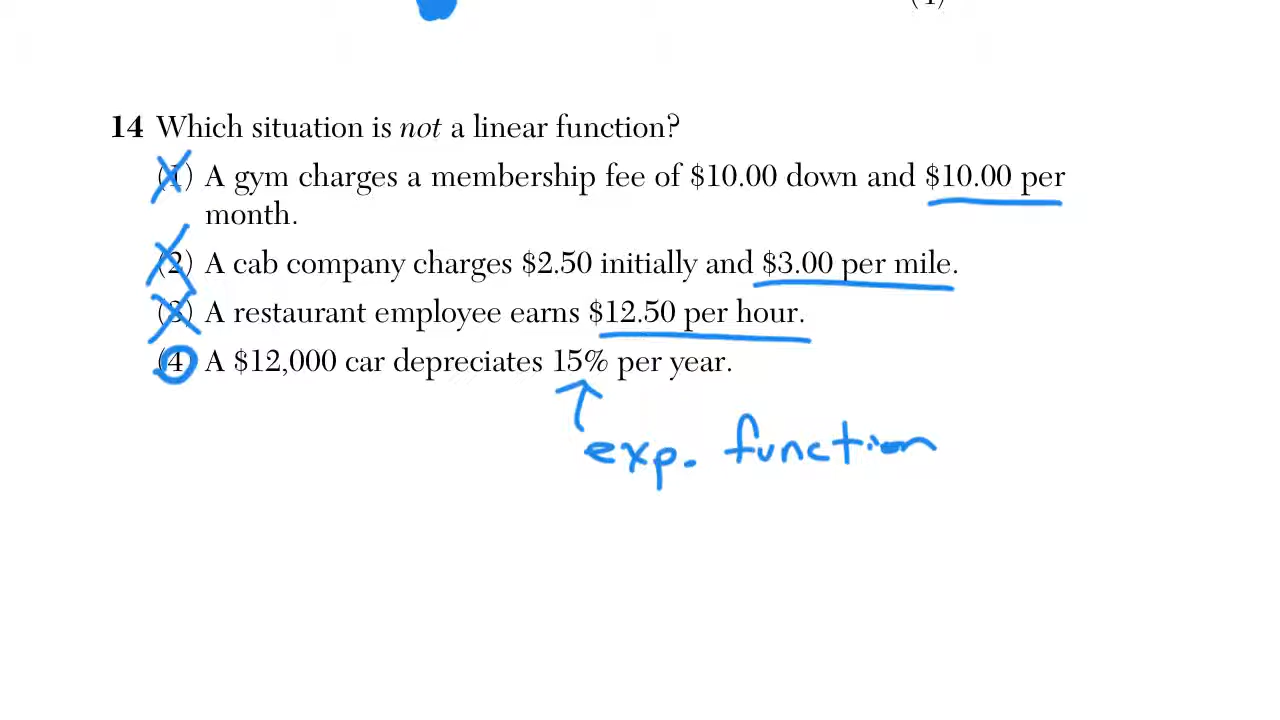 (4)
14 Which situation is not a linear function?
(1) A gym charges a membership fee of $10.00 down and $10.00 per
month.
(2) A cab company charges $2.50 initially and $3.00 per mile.
(3) A restaurant employee earns $12.50 per hour.
(4) A $12,000 car depreciates 15% per year.
exp. function